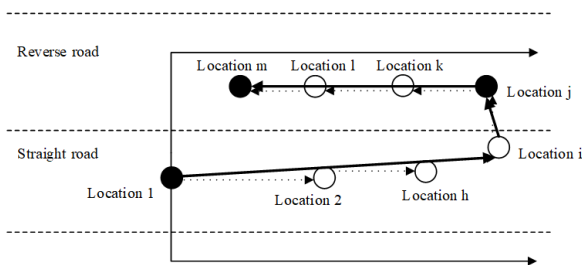 Reverse road
Location m
Location l
Location k
Location j
Straight road
Location i
Location 1
Location 2
Location h